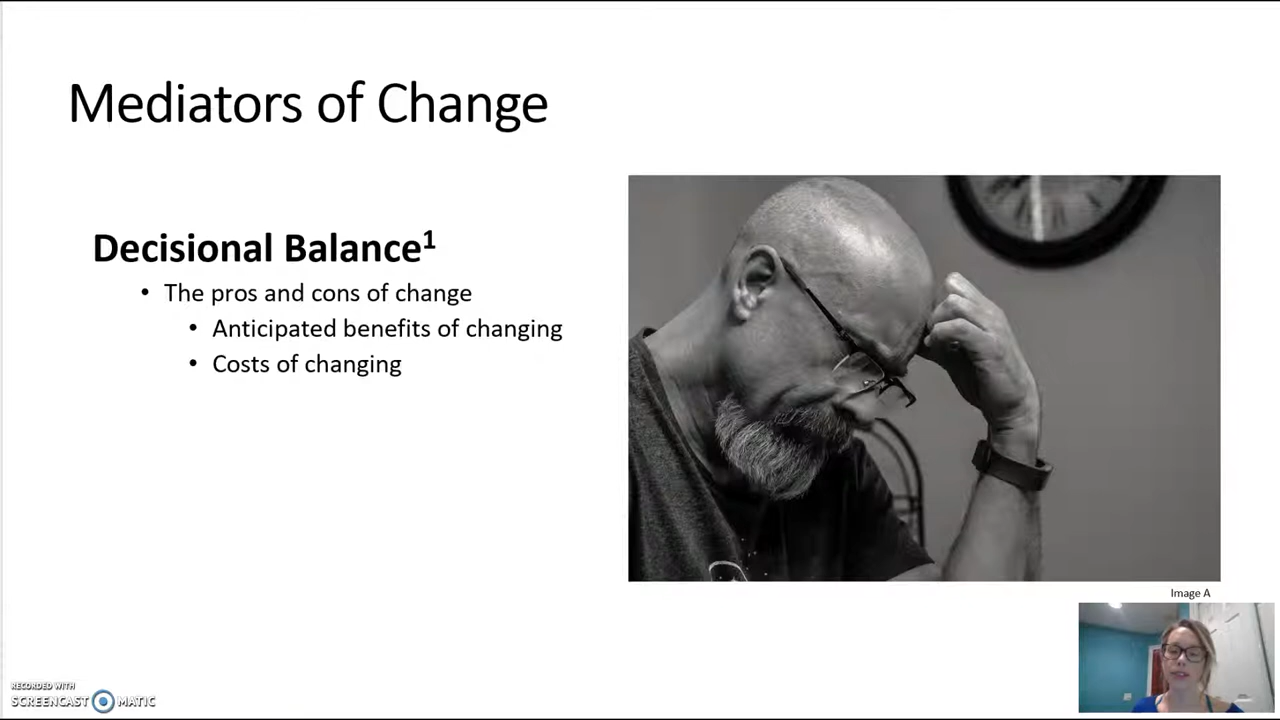 Mediators of Change
Decisional Balance1
• The pros and cons of change
• Anticipated benefits of changing
• Costs of changing
Image A
RECORDED WITH
SCREENCAST MATIC